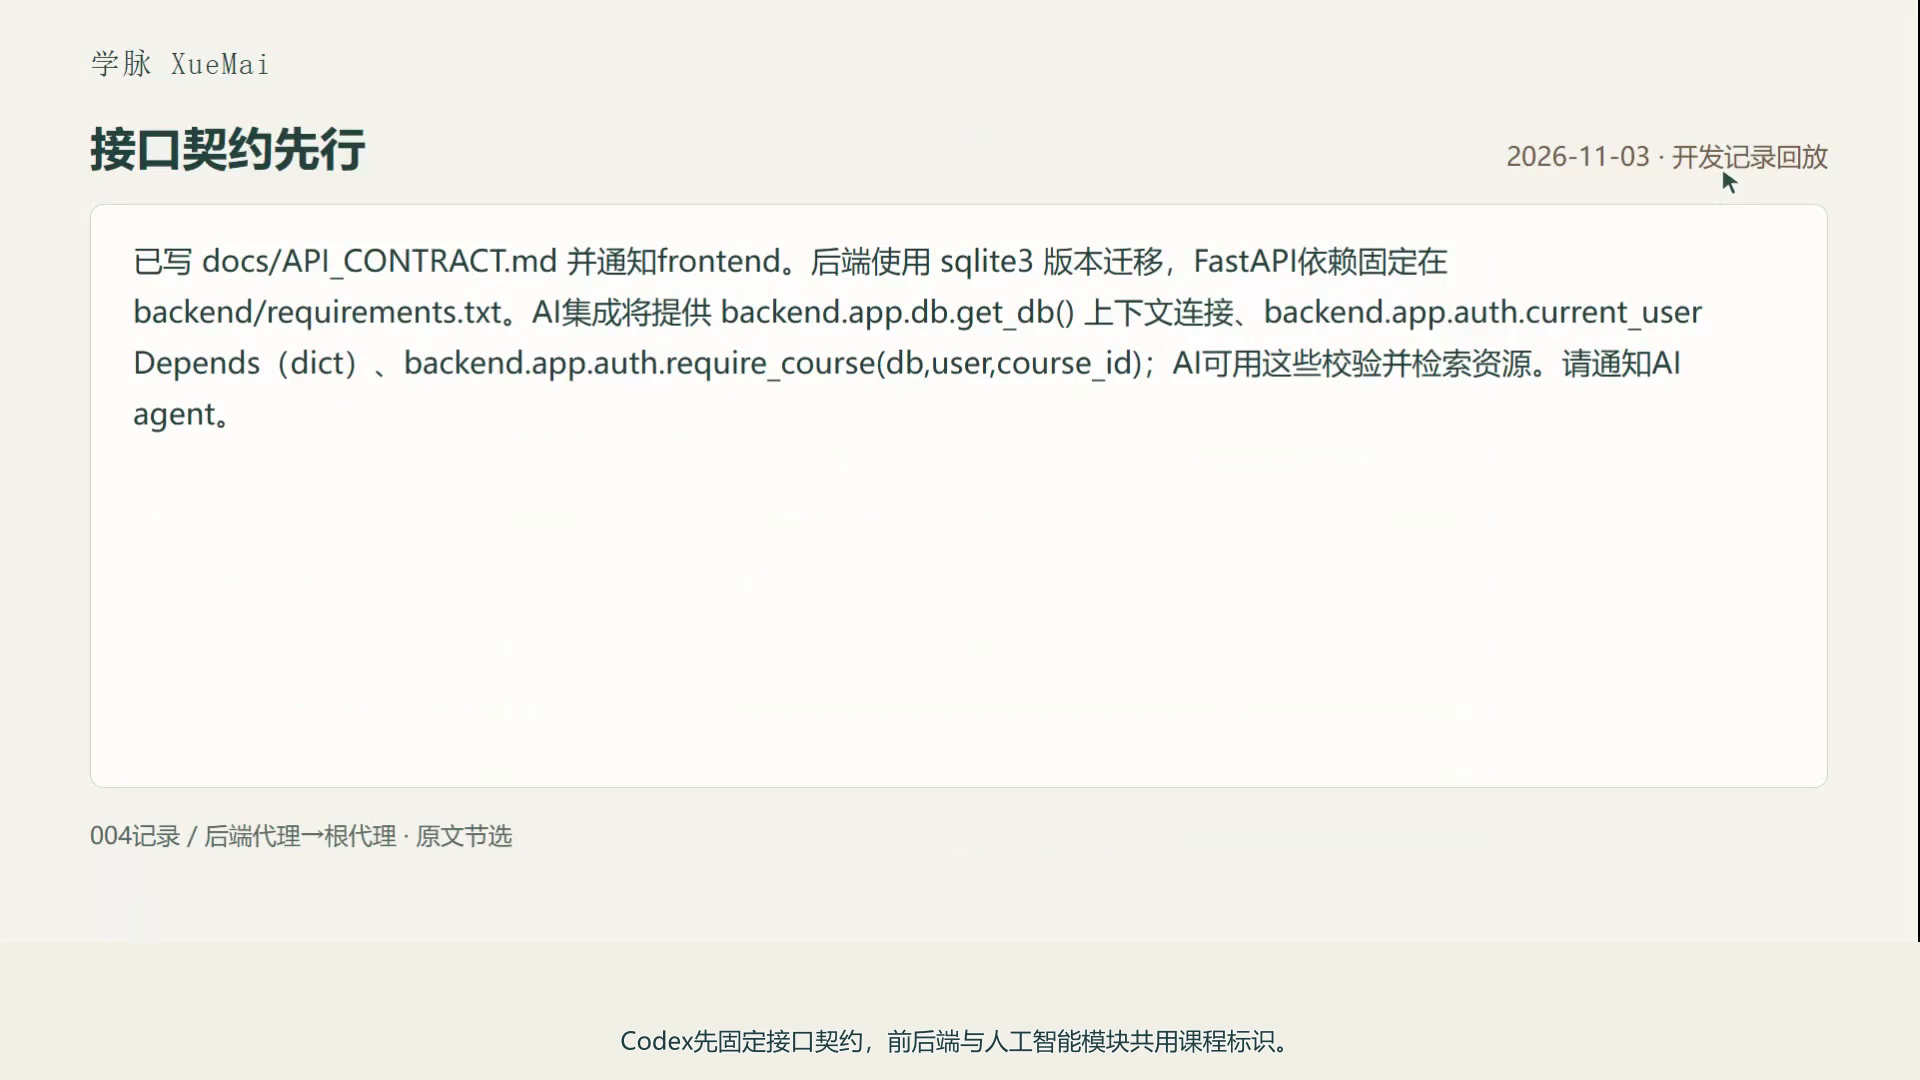 学脉 XueMai
接口契约先行
2026-11-03 · 开发记录回放
已写 docs/API_CONTRACT.md 并通知frontend。后端使用 sqlite3 版本迁移，FastAPI依赖固定在
backend/requirements.txt。AI集成将提供 backend.app.db.get_db() 上下文连接、backend.app.auth.current_user
Depends（dict）、backend.app.auth.require_course(db,user,course_id)；AI可用这些校验并检索资源。请通知AI
agent。
004记录 / 后端代理→根代理 · 原文节选
Codex先固定接口契约，前后端与人工智能模块共用课程标识。